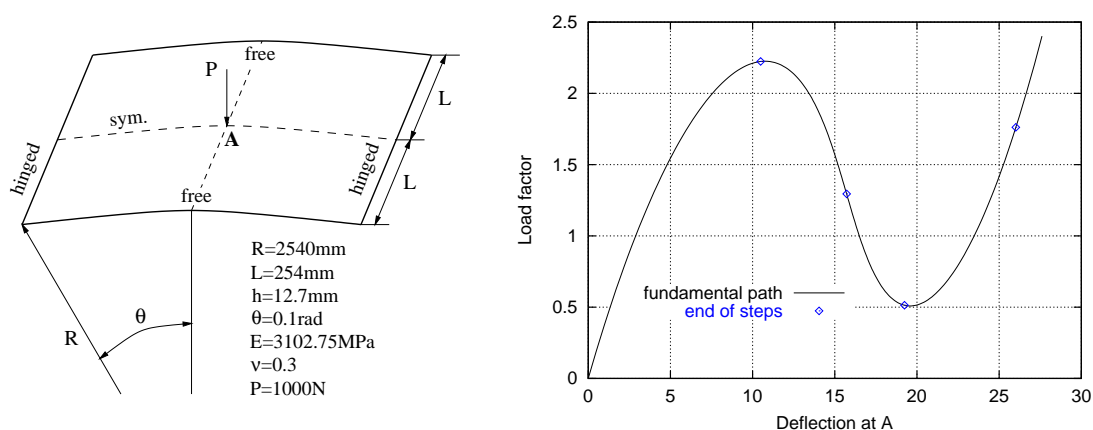 free
P
L
sym.
A
hinged
hinged
L
free
R=2540mm
L=254mm
h=12.7mm
θ=0.1rad
E=3102.75MPa
ν=0.3
P=1000N
θ
R
2.5
2
1.5
1
0.5
0
Load factor
fundamental path
end of steps
0 5 10 15 20 25 30
Deflection at A